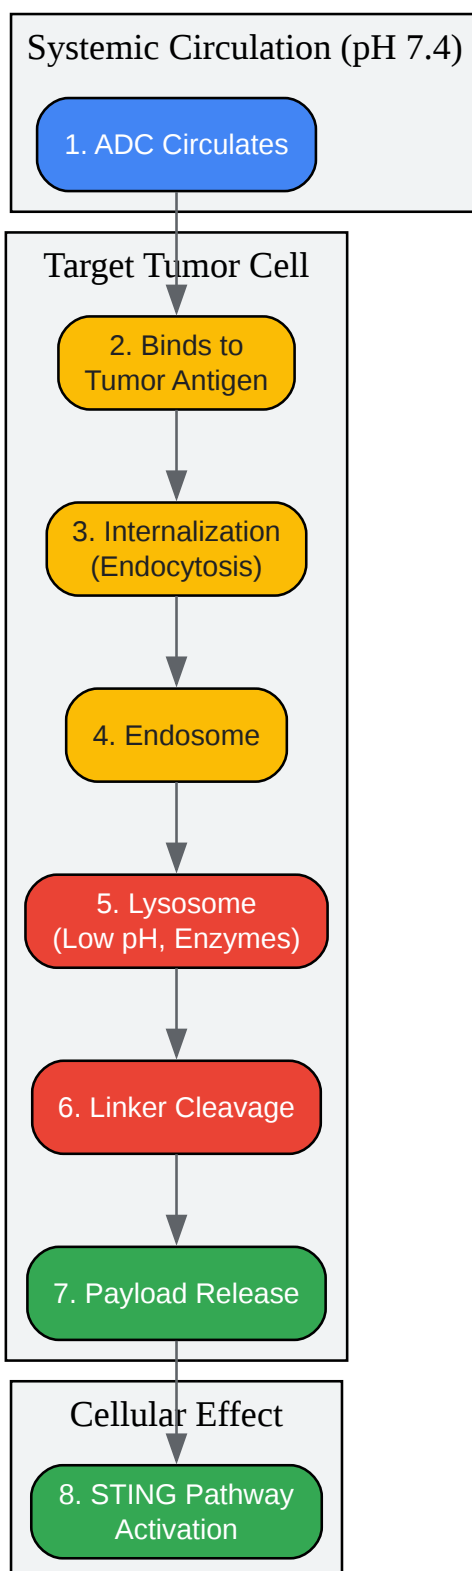 Systemic Circulation (pH 7.4)
1. ADC Circulates
Target Tumor Cell
2. Binds to
Tumor Antigen
3. Internalization
(Endocytosis)
4. Endosome
5. Lysosome
(Low pH, Enzymes)
6. Linker Cleavage
7. Payload Release
Cellular Effect
8. STING Pathway
Activation